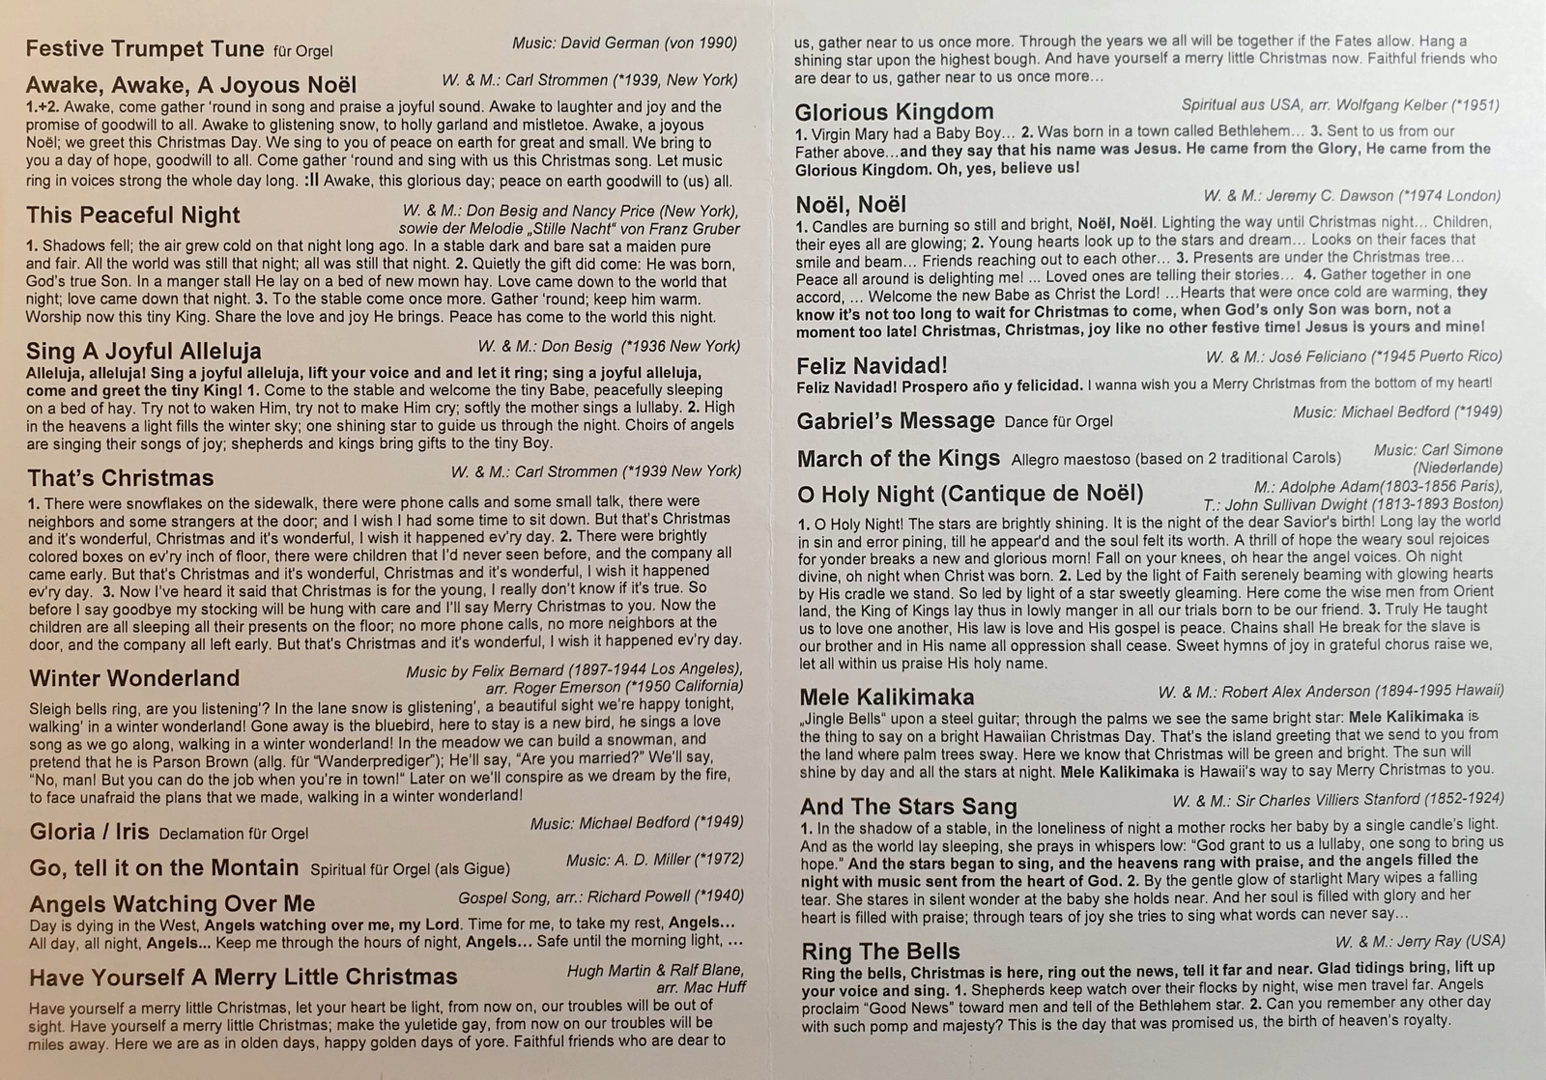 Festive Trumpet Tune für Orgel Music: David German (von 1990)
Awake, Awake, A Joyous Noël W. & M.: Carl Strommen (*1939, New York)
1.+2. Awake, come gather 'round in song and praise a joyful sound. Awake to laughter and joy and the
promise of goodwill to all. Awake to glistening snow, to holly garland and mistletoe. Awake, a joyous
Noël; we greet this Christmas Day. We sing to you of peace on earth for great and small. We bring to
you a day of hope, goodwill to all. Come gather 'round and sing with us this Christmas song. Let music
ring in voices strong the whole day long. :ll Awake, this glorious day; peace on earth goodwill to (us) all.
This Peaceful Night W. & M.: Don Besig and Nancy Price (New York),
sowie der Melodie „Stille Nacht" von Franz Gruber
1. Shadows fell; the air grew cold on that night long ago. In a stable dark and bare sat a maiden pure
and fair. All the world was still that night; all was still that night. 2. Quietly the gift did come: He was born,
God's true Son. In a manger stall He lay on a bed of new mown hay. Love came down to the world that
night; love came down that night. 3. To the stable come once more. Gather 'round; keep him warm.
Worship now this tiny King. Share the love and joy He brings. Peace has come to the world this night.
Sing A Joyful Alleluja W. & M.: Don Besig (*1936 New York)
Alleluja, alleluja! Sing a joyful alleluja, lift your voice and and let it ring; sing a joyful alleluja,
come and greet the tiny King! 1. Come to the stable and welcome the tiny Babe, peacefully sleeping
on a bed of hay. Try not to waken Him, try not to make Him cry; softly the mother sings a lullaby. 2. High
in the heavens a light fills the winter sky; one shining star to guide us through the night. Choirs of angels
are singing their songs of joy; shepherds and kings bring gifts to the tiny Boy.
That's Christmas W. & M.: Carl Strommen (*1939 New York)
1. There were snowflakes on the sidewalk, there were phone calls and some small talk, there were
neighbors and some strangers at the door; and I wish I had some time to sit down. But that's Christmas
and it's wonderful, Christmas and it's wonderful, I wish it happened ev'ry day. 2. There were brightly
colored boxes on ev'ry inch of floor, there were children that I'd never seen before, and the company all
came early. But that's Christmas and it's wonderful, Christmas and it's wonderful, I wish it happened
ev'ry day. 3. Now I've heard it said that Christmas is for the young, I really don't know if it's true. So
before I say goodbye my stocking will be hung with care and I'll say Merry Christmas to you. Now the
children are all sleeping all their presents on the floor; no more phone calls, no more neighbors at the
door, and the company all left early. But that's Christmas and it's wonderful, I wish it happened ev'ry day.
Winter Wonderland Music by Felix Bernard (1897-1944 Los Angeles),
arr. Roger Emerson (*1950 California)
Sleigh bells ring, are you listening'? In the lane snow is glistening', a beautiful sight we're happy tonight,
walking' in a winter wonderland! Gone away is the bluebird, here to stay is a new bird, he sings a love
song as we go along, walking in a winter wonderland! In the meadow we can build a snowman, and
pretend that he is Parson Brown (allg. für "Wanderprediger"); He'll say, "Are you married?" We'll say,
"No, man! But you can do the job when you're in town!" Later on we'll conspire as we dream by the fire,
to face unafraid the plans that we made, walking in a winter wonderland!
Gloria / Iris Declamation für Orgel Music: Michael Bedford (*1949)
Go, tell it on the Montain Spiritual für Orgel (als Gigue) Music: A. D. Miller (*1972)
Angels Watching Over Me Gospel Song, arr.: Richard Powell (*1940)
Day is dying in the West, Angels watching over me, my Lord. Time for me, to take my rest, Angels...
All day, all night, Angels... Keep me through the hours of night, Angels... Safe until the morning light, ...
Have Yourself A Merry Little Christmas Hugh Martin & Ralf Blane,
arr. Mac Huff
Have yourself a merry little Christmas, let your heart be light, from now on, our troubles will be out of
sight. Have yourself a merry little Christmas; make the yuletide gay, from now on our troubles will be
miles away. Here we are as in olden days, happy golden days of yore. Faithful friends who are dear to
us, gather near to us once more. Through the years we all will be together if the Fates allow. Hang a
shining star upon the highest bough. And have yourself a merry little Christmas now. Faithful friends who
are dear to us, gather near to us once more...
Glorious Kingdom Spiritual aus USA, arr. Wolfgang Kelber (*1951)
1. Virgin Mary had a Baby Boy... 2. Was born in a town called Bethlehem... 3. Sent to us from our
Father above...and they say that his name was Jesus. He came from the Glory, He came from the
Glorious Kingdom. Oh, yes, believe us!
Noël, Noël W. & M.: Jeremy C. Dawson (*1974 London)
1. Candles are burning so still and bright, Noël, Noël. Lighting the way until Christmas night... Children,
their eyes all are glowing; 2. Young hearts look up to the stars and dream... Looks on their faces that
smile and beam... Friends reaching out to each other... 3. Presents are under the Christmas tree...
Peace all around is delighting me! ... Loved ones are telling their stories... 4. Gather together in one
accord, ... Welcome the new Babe as Christ the Lord! ...Hearts that were once cold are warming, they
know it's not too long to wait for Christmas to come, when God's only Son was born, not a
moment too late! Christmas, Christmas, joy like no other festive time! Jesus is yours and mine!
Feliz Navidad! W. & M.: José Feliciano (*1945 Puerto Rico)
Feliz Navidad! Prospero año y felicidad. I wanna wish you a Merry Christmas from the bottom of my heart!
Gabriel's Message Dance für Orgel Music: Michael Bedford (*1949)
March of the Kings Allegro maestoso (based on 2 traditional Carols) Music: Carl Simone
(Niederlande)
O Holy Night (Cantique de Noël) M.: Adolphe Adam(1803-1856 Paris),
T.: John Sullivan Dwight (1813-1893 Boston)
1. O Holy Night! The stars are brightly shining. It is the night of the dear Savior's birth! Long lay the world
in sin and error pining, till he appear'd and the soul felt its worth. A thrill of hope the weary soul rejoices
for yonder breaks a new and glorious morn! Fall on your knees, oh hear the angel voices. Oh night
divine, oh night when Christ was born. 2. Led by the light of Faith serenely beaming with glowing hearts
by His cradle we stand. So led by light of a star sweetly gleaming. Here come the wise men from Orient
land, the King of Kings lay thus in lowly manger in all our trials born to be our friend. 3. Truly He taught
us to love one another, His law is love and His gospel is peace. Chains shall He break for the slave is
our brother and in His name all oppression shall cease. Sweet hymns of joy in grateful chorus raise we,
let all within us praise His holy name.
Mele Kalikimaka W. & M.: Robert Alex Anderson (1894-1995 Hawaii)
„Jingle Bells" upon a steel guitar; through the palms we see the same bright star: Mele Kalikimaka is
the thing to say on a bright Hawaiian Christmas Day. That's the island greeting that we send to you from
the land where palm trees sway. Here we know that Christmas will be green and bright. The sun will
shine by day and all the stars at night. Mele Kalikimaka is Hawaii's way to say Merry Christmas to you.
And The Stars Sang W. & M.: Sir Charles Villiers Stanford (1852-1924)
1. In the shadow of a stable, in the loneliness of night a mother rocks her baby by a single candle's light.
And as the world lay sleeping, she prays in whispers low: "God grant to us a lullaby, one song to bring us
hope." And the stars began to sing, and the heavens rang with praise, and the angels filled the
night with music sent from the heart of God. 2. By the gentle glow of starlight Mary wipes a falling
tear. She stares in silent wonder at the baby she holds near. And her soul is filled with glory and her
heart is filled with praise; through tears of joy she tries to sing what words can never say...
Ring The Bells W. & M.: Jerry Ray (USA)
Ring the bells, Christmas is here, ring out the news, tell it far and near. Glad tidings bring, lift up
your voice and sing. 1. Shepherds keep watch over their flocks by night, wise men travel far. Angels
proclaim "Good News" toward men and tell of the Bethlehem star. 2. Can you remember any other day
with such pomp and majesty? This is the day that was promised us, the birth of heaven's royalty.